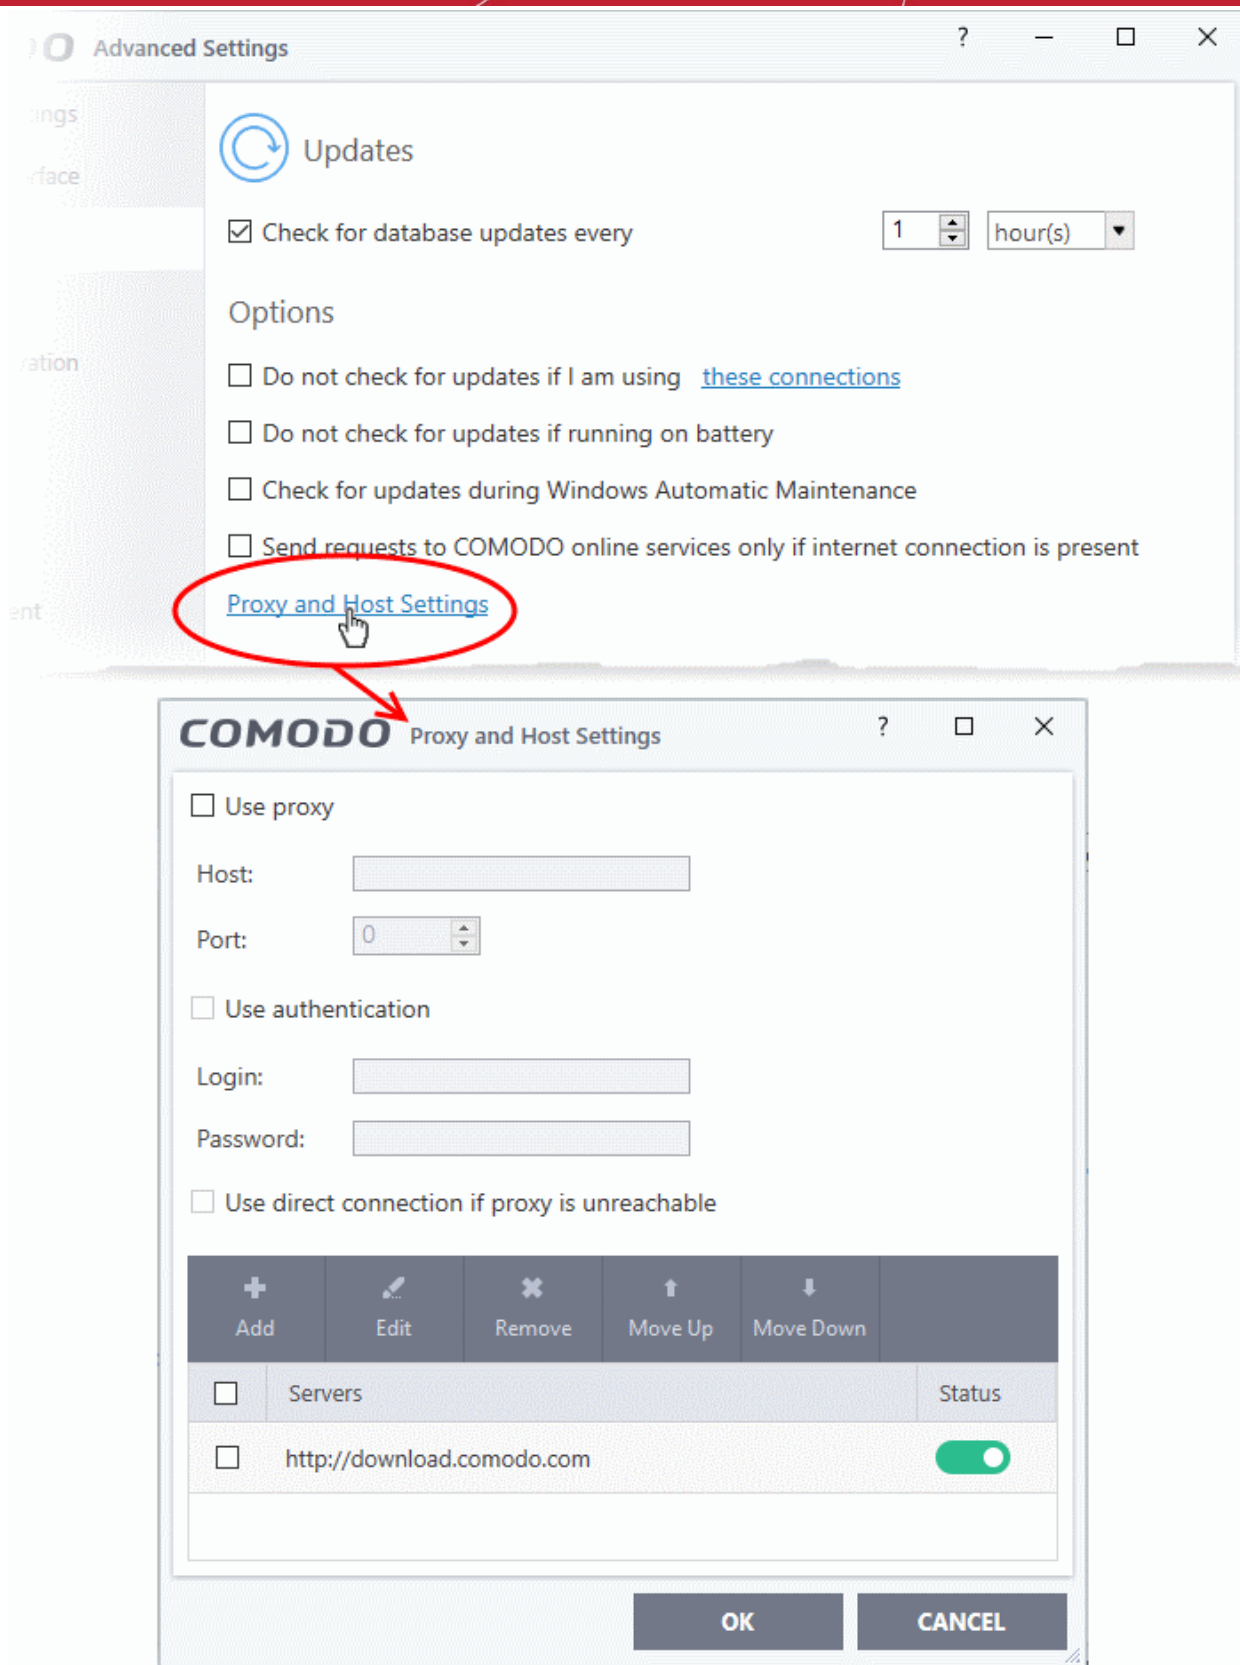 Advanced Settings ?
Updates
Check for database updates every 1 hour(s)
Options
Do not check for updates if I am using these connections
Do not check for updates if running on battery
Check for updates during Windows Automatic Maintenance
Send requests to COMODO online services only if internet connection is present
Proxy and Host Settings
COMODO Proxy and Host Settings ?
Use proxy
Host:
Port: 0
Use authentication
Login:
Password:
Use direct connection if proxy is unreachable
Add Edit Remove Move Up Move Down
Servers Status
http://download.comodo.com
OK CANCEL